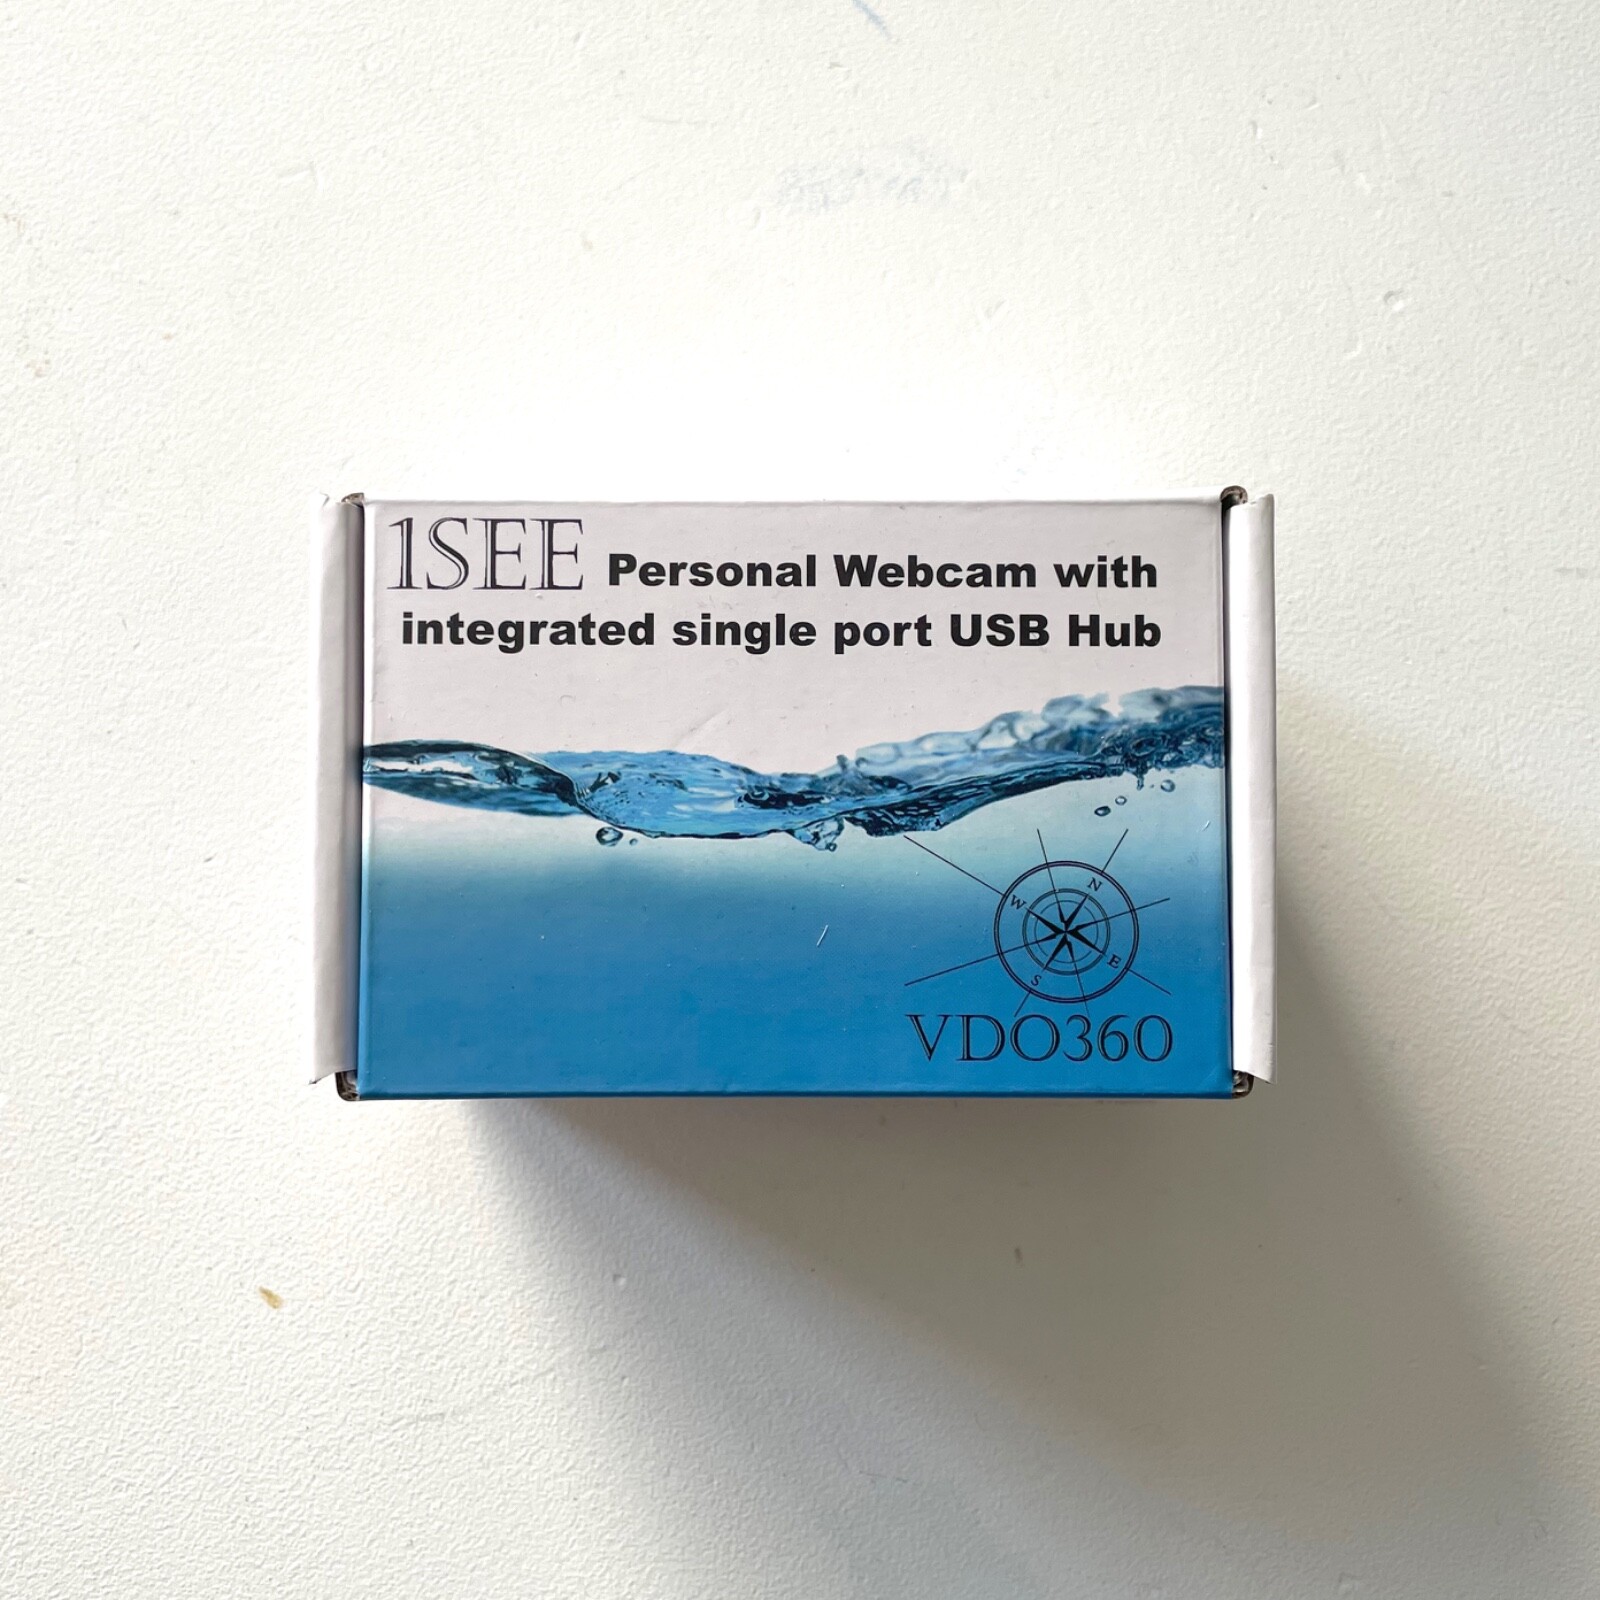 1SEE Personal Webcam with
integrated single port USB Hub
N
W
E
S
VDO360